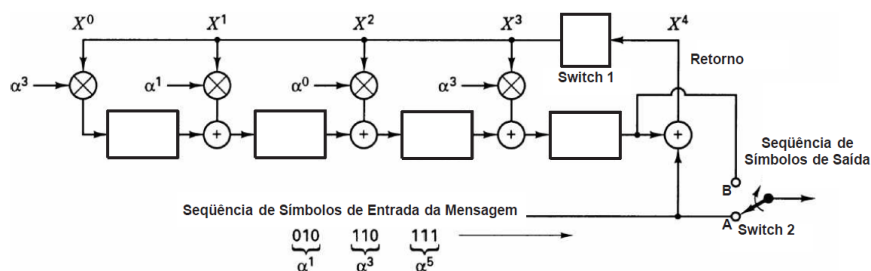 X⁰ X¹ X² X³ X⁴
Retorno
Switch 1
α³ α¹ α⁰ α³
+ + + +
Seqüência de
Símbolos de Saída
B
Seqüência de Símbolos de Entrada da Mensagem
A Switch 2
010 110 111
α¹ α³ α⁵